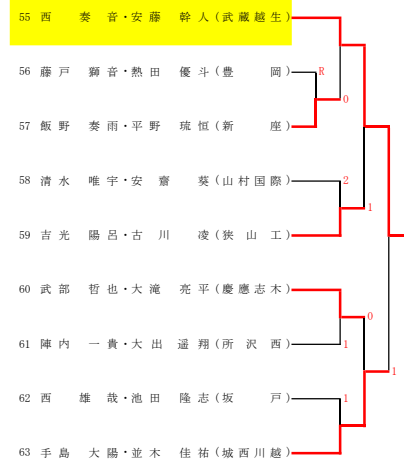 55 西 奏音・安藤 幹人(武蔵越生)
56 藤戸 獅音・熱田 優斗(豊岡)
R
0
57 飯野 奏雨・平野 琉恒(新座)
58 清水 唯宇・安齋 葵(山村国際)
2
1
59 吉光 陽呂・古川 凌(狭山工)
60 武部 哲也・大滝 亮平(慶應志木)
0
61 陣内 一貴・大出 遥翔(所沢西)
1
1
62 西 雄哉・池田 隆志(坂戸)
1
63 手島 大陽・並木 佳祐(城西川越)